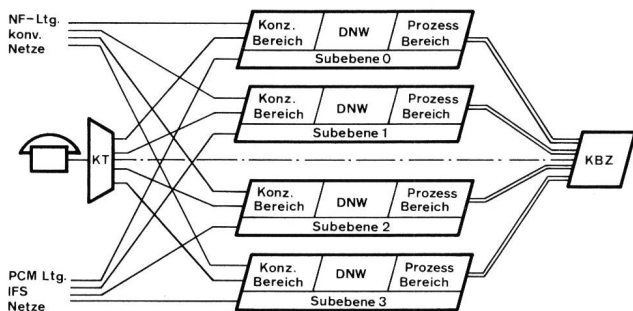 NF-Ltg.
konv.
Netze
Konz. Bereich DNW Prozess Bereich
Subebene 0
Konz. Bereich DNW Prozess Bereich
Subebene 1
KT
KBZ
Konz. Bereich DNW Prozess Bereich
Subebene 2
Konz. Bereich DNW Prozess Bereich
Subebene 3
PCM Ltg.
IFS
Netze